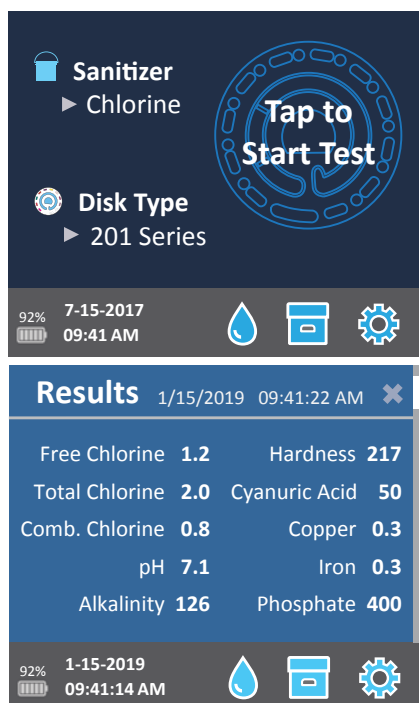 Sanitizer
Chlorine
Tap to
Start Test
Disk Type
201 Series
92%
7-15-2017
09:41 AM
Results 1/15/2019 09:41:22 AM
Free Chlorine 1.2 Hardness 217
Total Chlorine 2.0 Cyanuric Acid 50
Comb. Chlorine 0.8 Copper 0.3
pH 7.1 Iron 0.3
Alkalinity 126 Phosphate 400
92%
1-15-2019
09:41:14 AM